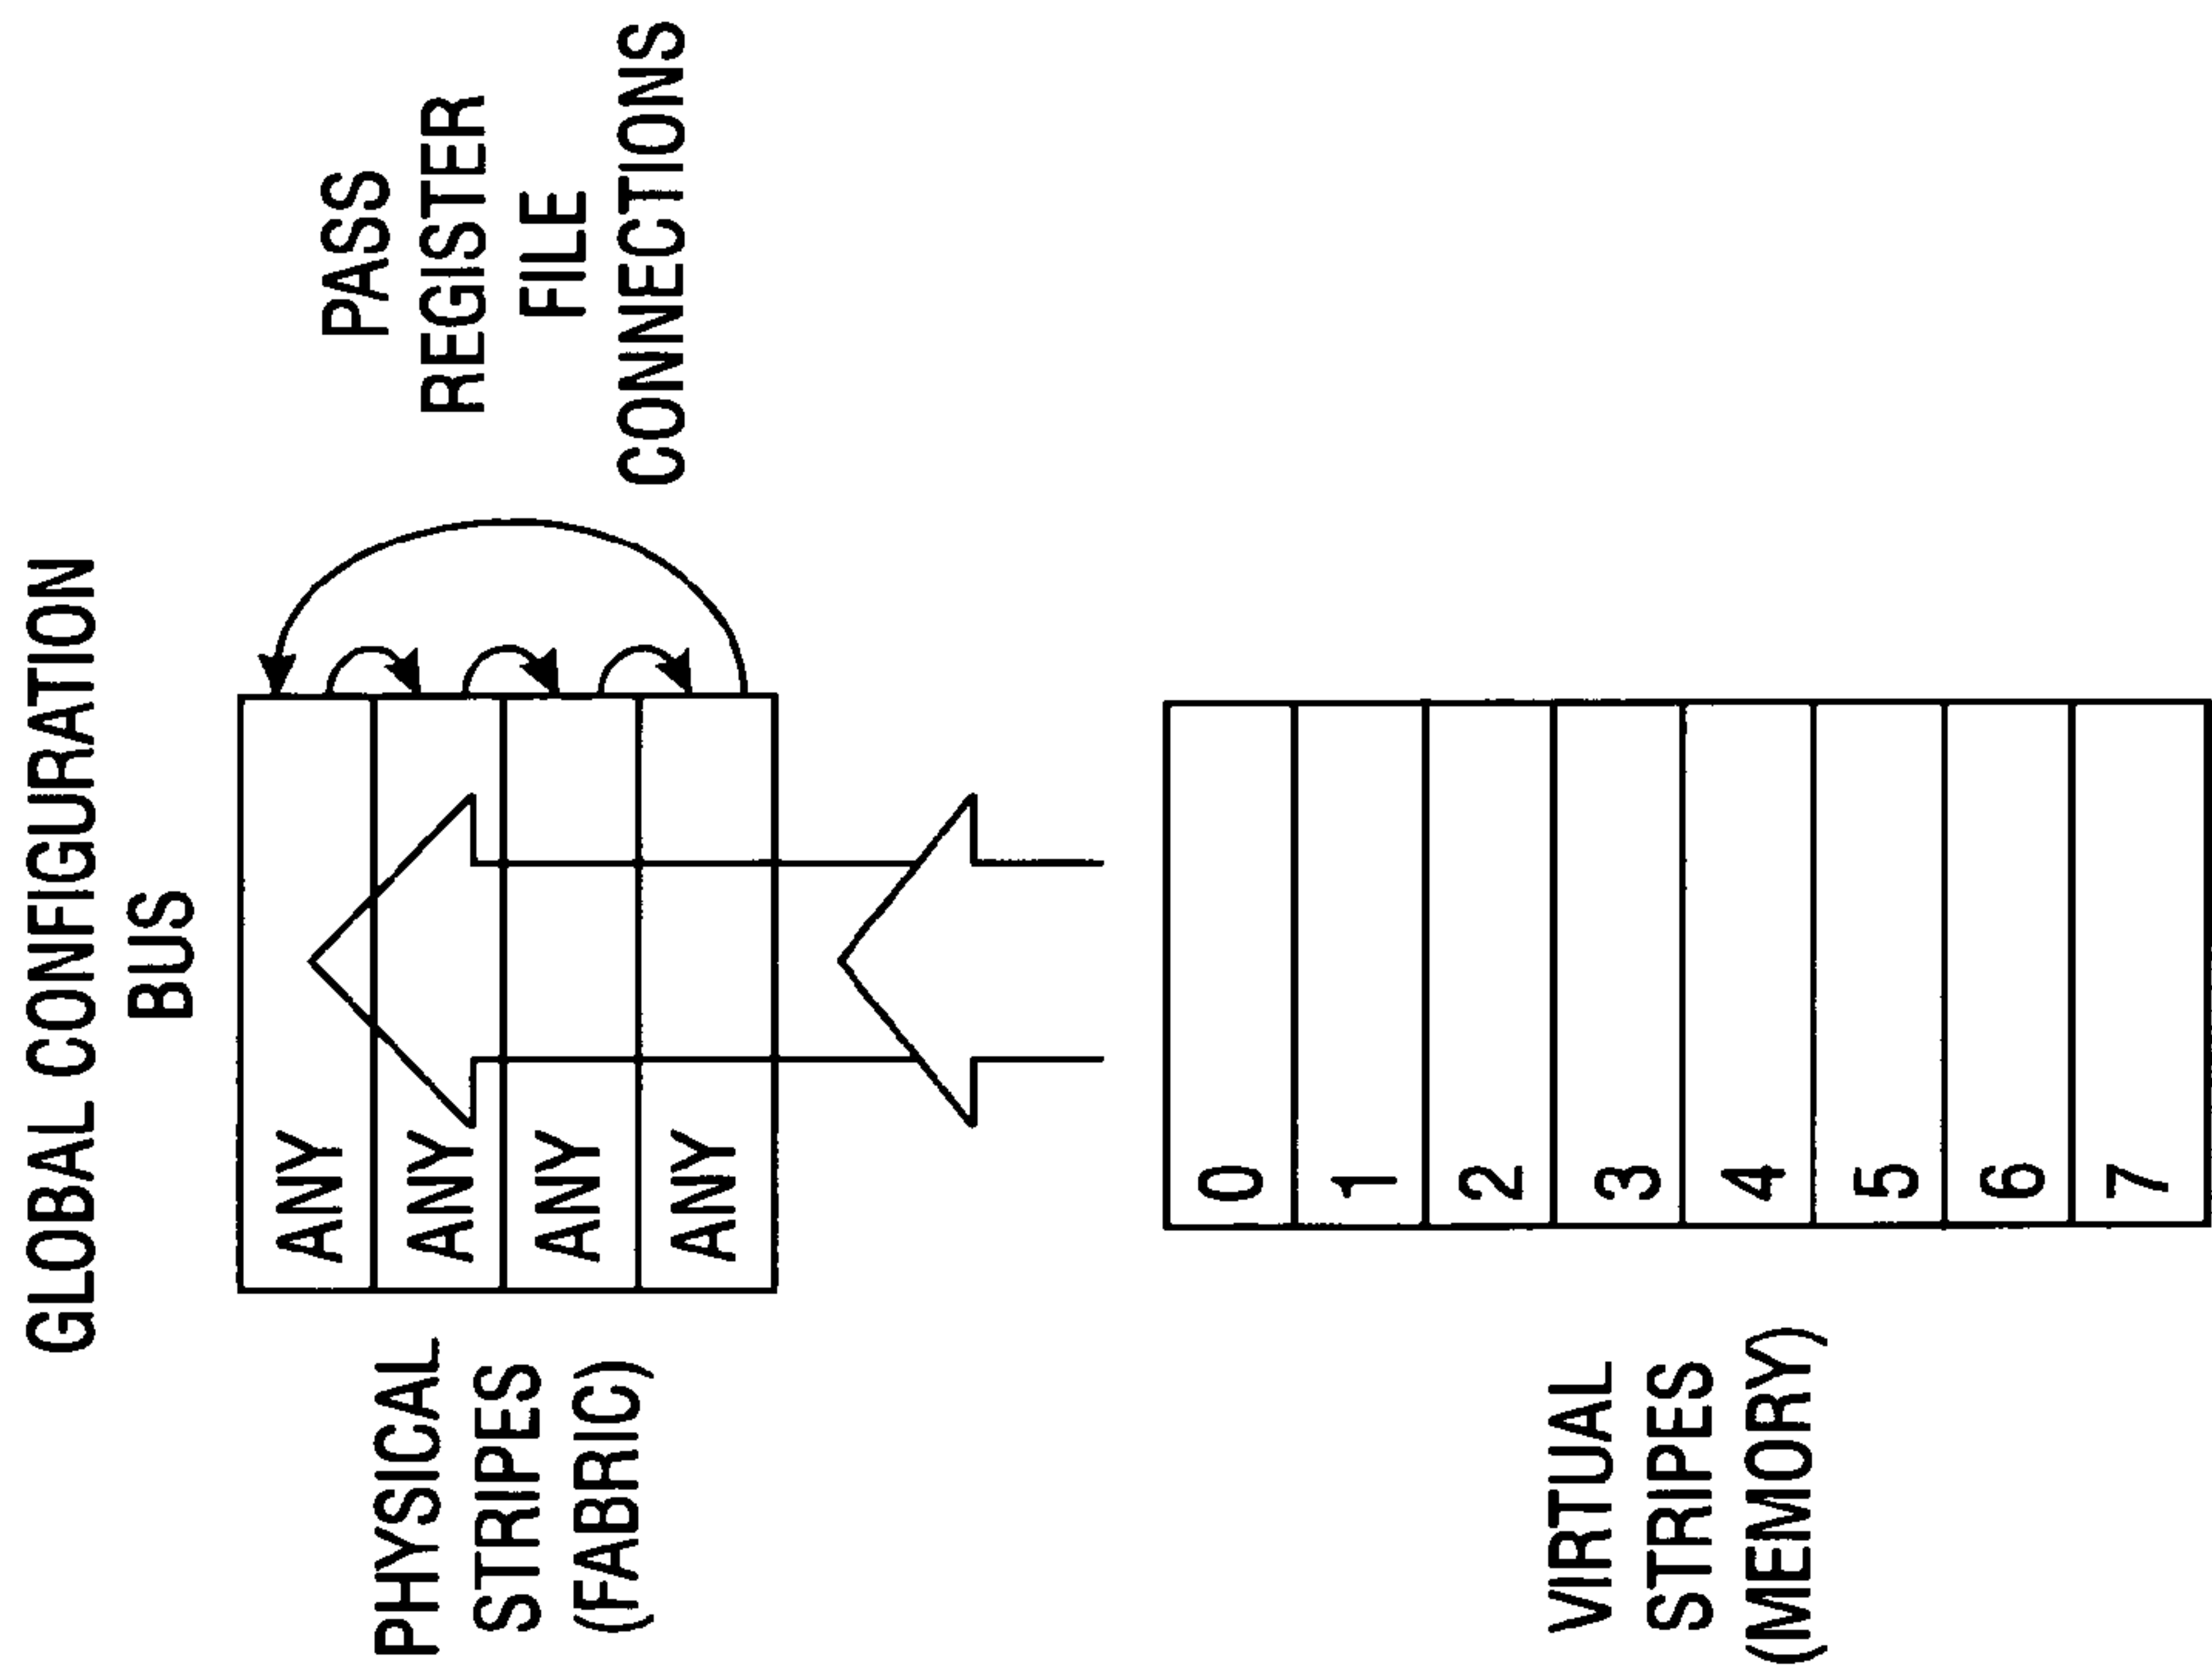 GLOBAL CONFIGURATION
BUS
PHYSICAL
STRIPES
(FABRIC)
ANY
ANY
ANY
ANY
PASS
REGISTER
FILE
CONNECTIONS
VIRTUAL
STRIPES
(MEMORY)
0
1
2
3
4
5
6
7